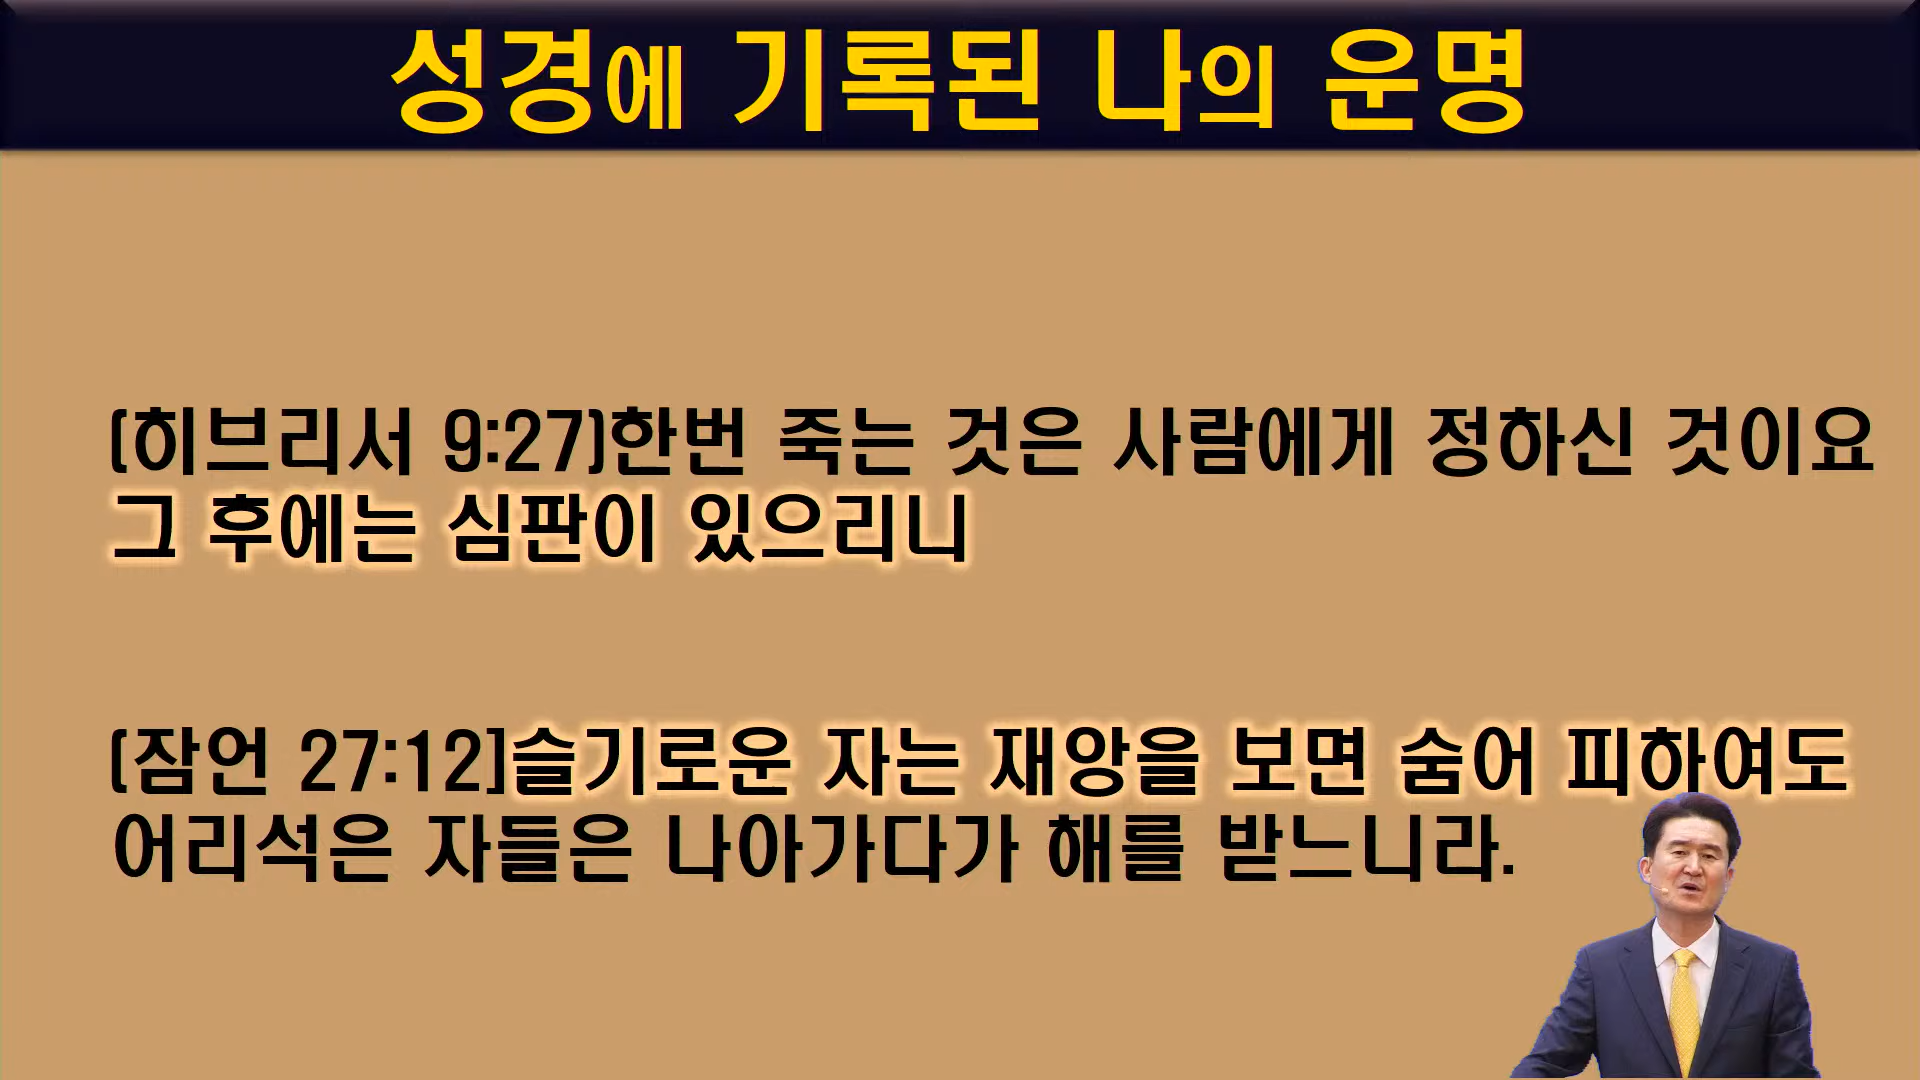 성경에 기록된 나의 운명
(히브리서 9:27)한번 죽는 것은 사람에게 정하신 것이요
그 후에는 심판이 있으리니
(잠언 27:12]슬기로운 자는 재앙을 보면 숨어 피하여도
어리석은 자들은 나아가다가 해를 받느니라.